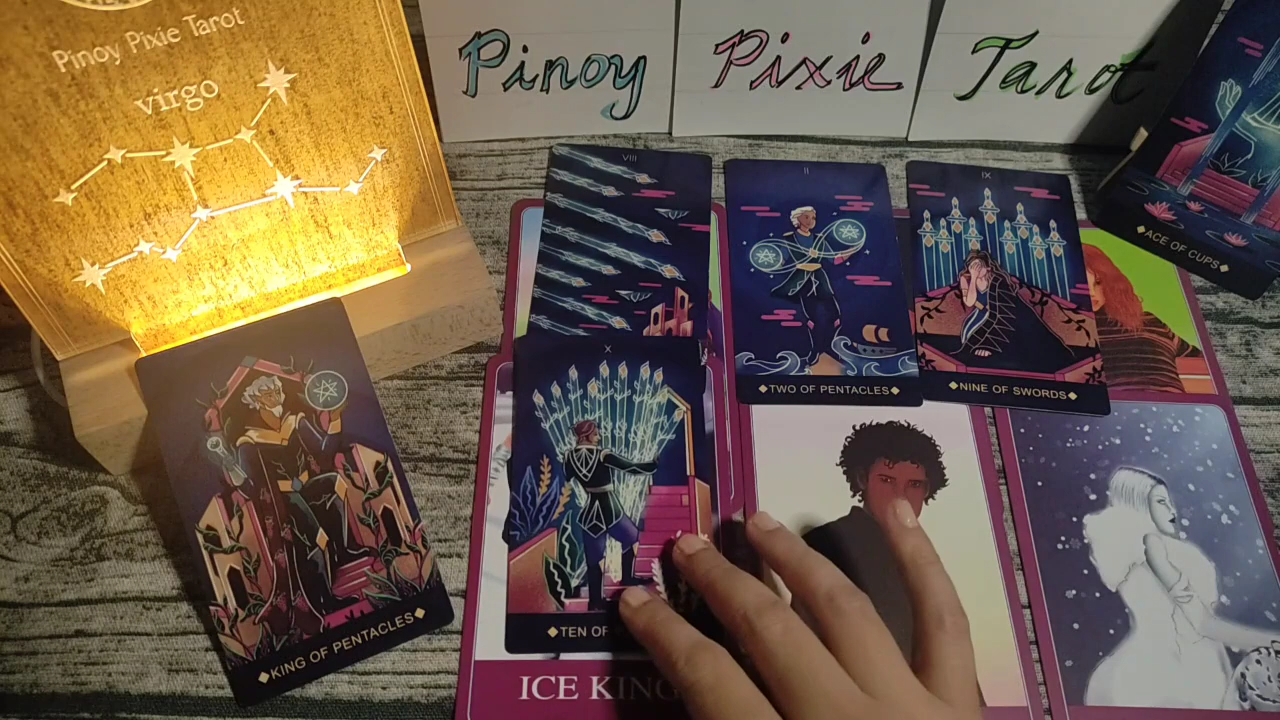 Pinoy Pixie Tarot
virgo
Pinoy Pixie Tarot
VIII
II
IX
◆ACE OF CUPS◆
◆TWO OF PENTACLES◆
◆NINE OF SWORDS◆
X
◆KING OF PENTACLES◆
◆TEN OF
ICE KING